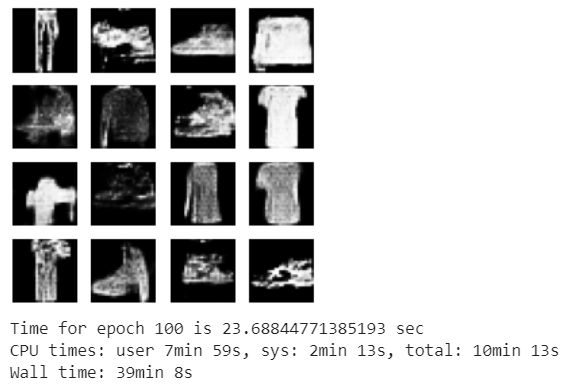 Time for epoch 100 is 23.68844771385193 sec
CPU times: user 7min 59s, sys: 2min 13s, total: 10min 13s
Wall time: 39min 8s